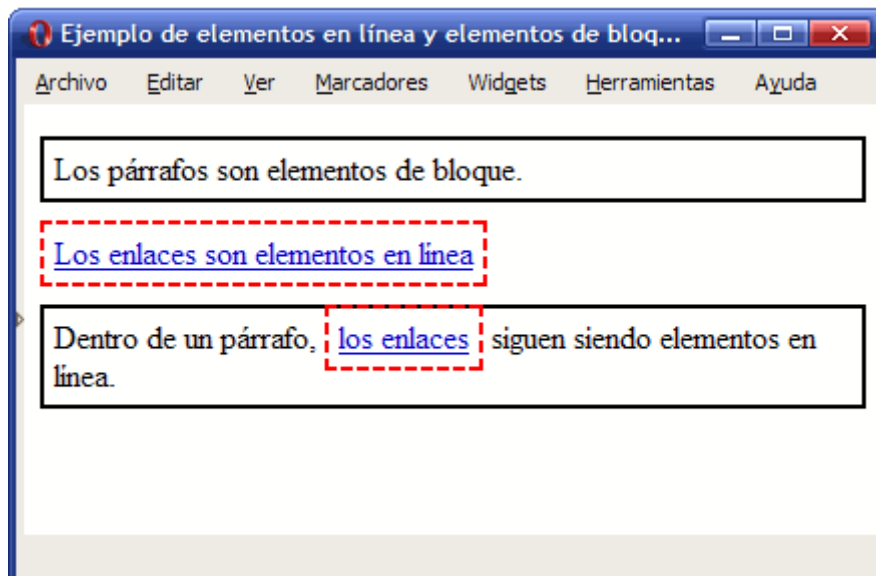 Ejemplo de elementos en línea y elementos de bloq...
Archivo Editar Ver Marcadores Widgets Herramientas Ayuda
Los párrafos son elementos de bloque.
Los enlaces son elementos en línea
Dentro de un párrafo, los enlaces siguen siendo elementos en
línea.